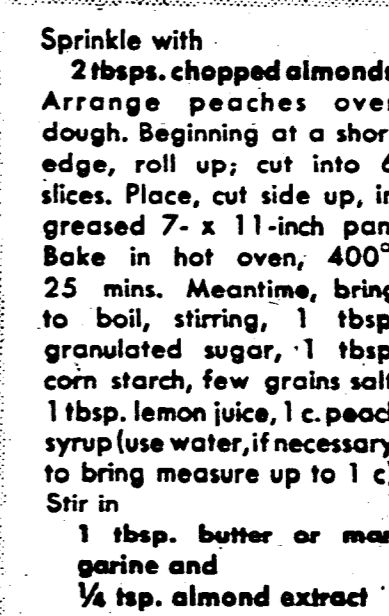 Sprinkle with
2 tbsps. chopped almonds
Arrange peaches over
dough. Beginning at a short
edge, roll up; cut into 6
slices. Place, cut side up, in
greased 7- x 11-inch pan
Bake in hot oven, 400°
25 mins. Meantime, bring
to boil, stirring, 1 tbsp
granulated sugar, 1 tbsp
corn starch, few grains salt
1 tbsp. lemon juice, 1 c. peach
syrup (use water, if necessary
to bring measure up to 1 c
Stir in
1 tbsp. butter or mar
garine and
¼ tsp. almond extract